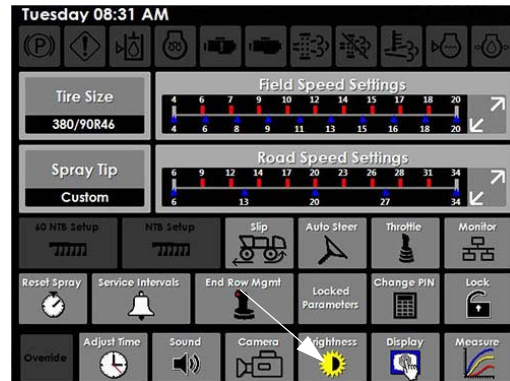 Tuesday 08:31 AM
Tire Size
380/90R46
Field Speed Settings
4 6 7 9 10 12 14 15 17 18 20
4 6 8 9 11 13 15 16 18 20
Spray Tip
Custom
Road Speed Settings
6 9 12 14 17 20 23 26 28 31 34
6 13 20 27 34
60 NTB Setup
NTB Setup
Slip
Auto Steer
Throttle
Monitor
Reset Spray
Service Intervals
End Row Mgmt
Locked
Parameters
Change PIN
Lock
Override
Adjust Time
Sound
Camera
Brightness
Display
Measure